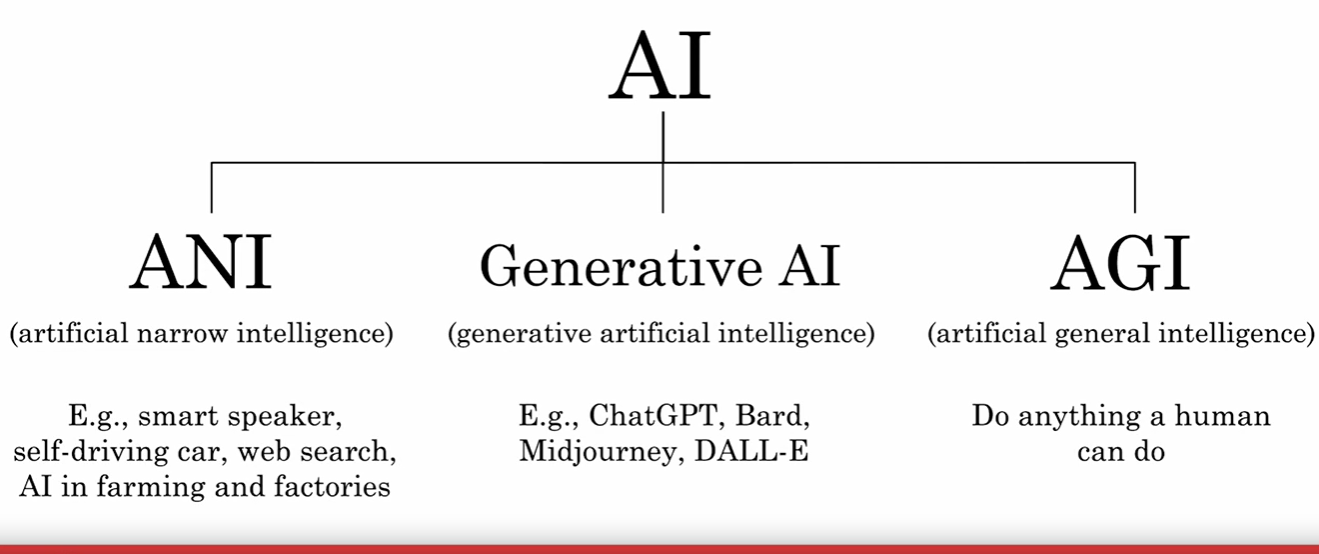 AI
ANI
Generative AI
AGI
(artificial narrow intelligence)
(generative artificial intelligence)
(artificial general intelligence)
E.g., smart speaker,
self-driving car, web search,
AI in farming and factories
E.g., ChatGPT, Bard,
Midjourney, DALL-E
Do anything a human
can do